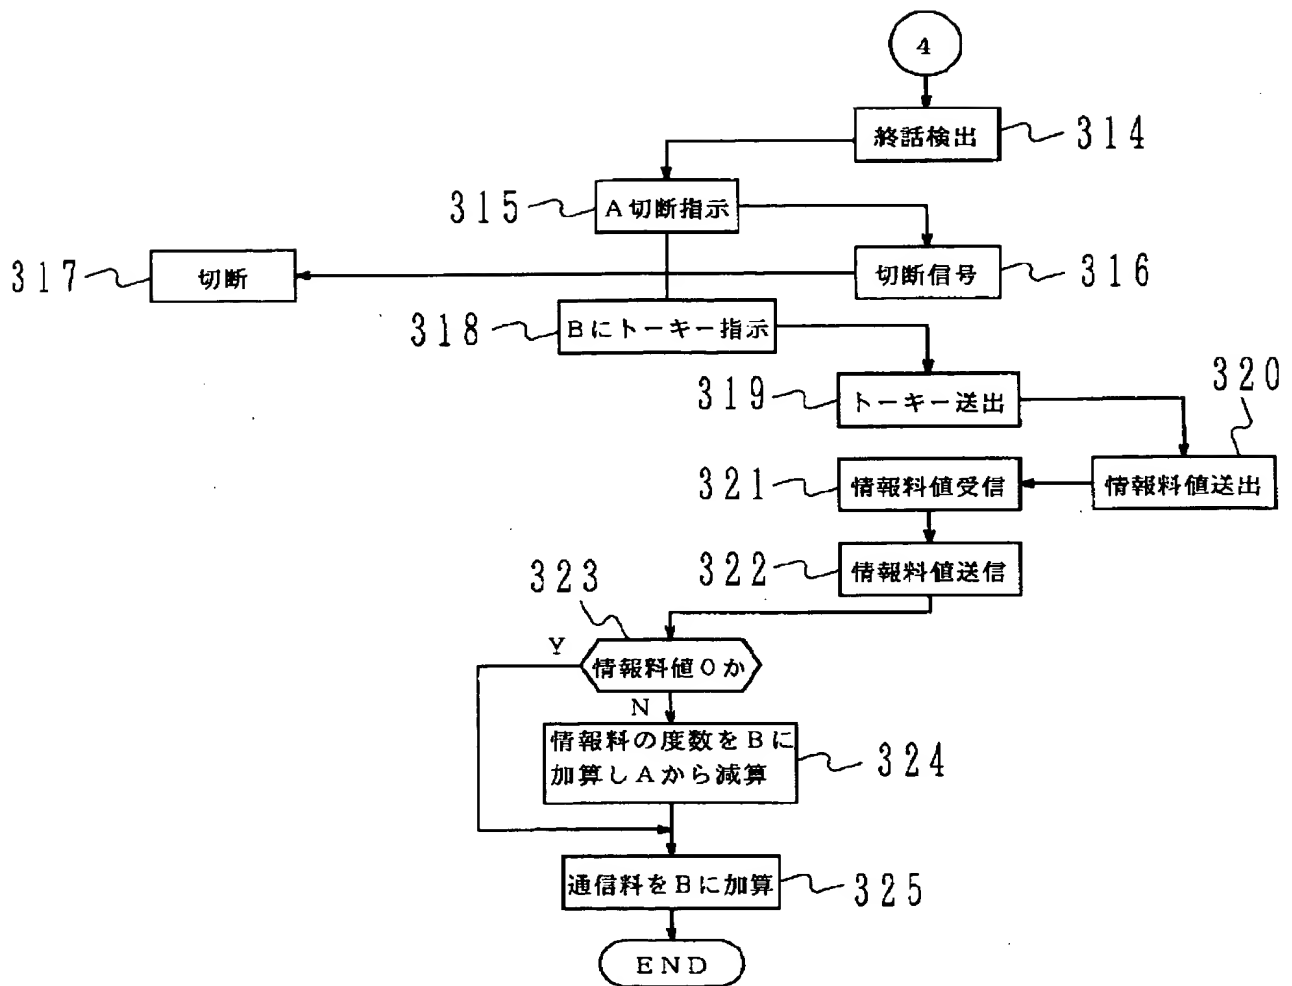 4
終話検出
314
315
A切断指示
317
切断
切断信号
316
318
Bにトーキー指示
319
トーキー送出
320
321
情報料値受信
情報料値送出
322
情報料値送信
323
Y
情報料値0か
N
情報料の度数をBに
加算しAから減算
324
通信料をBに加算
325
END